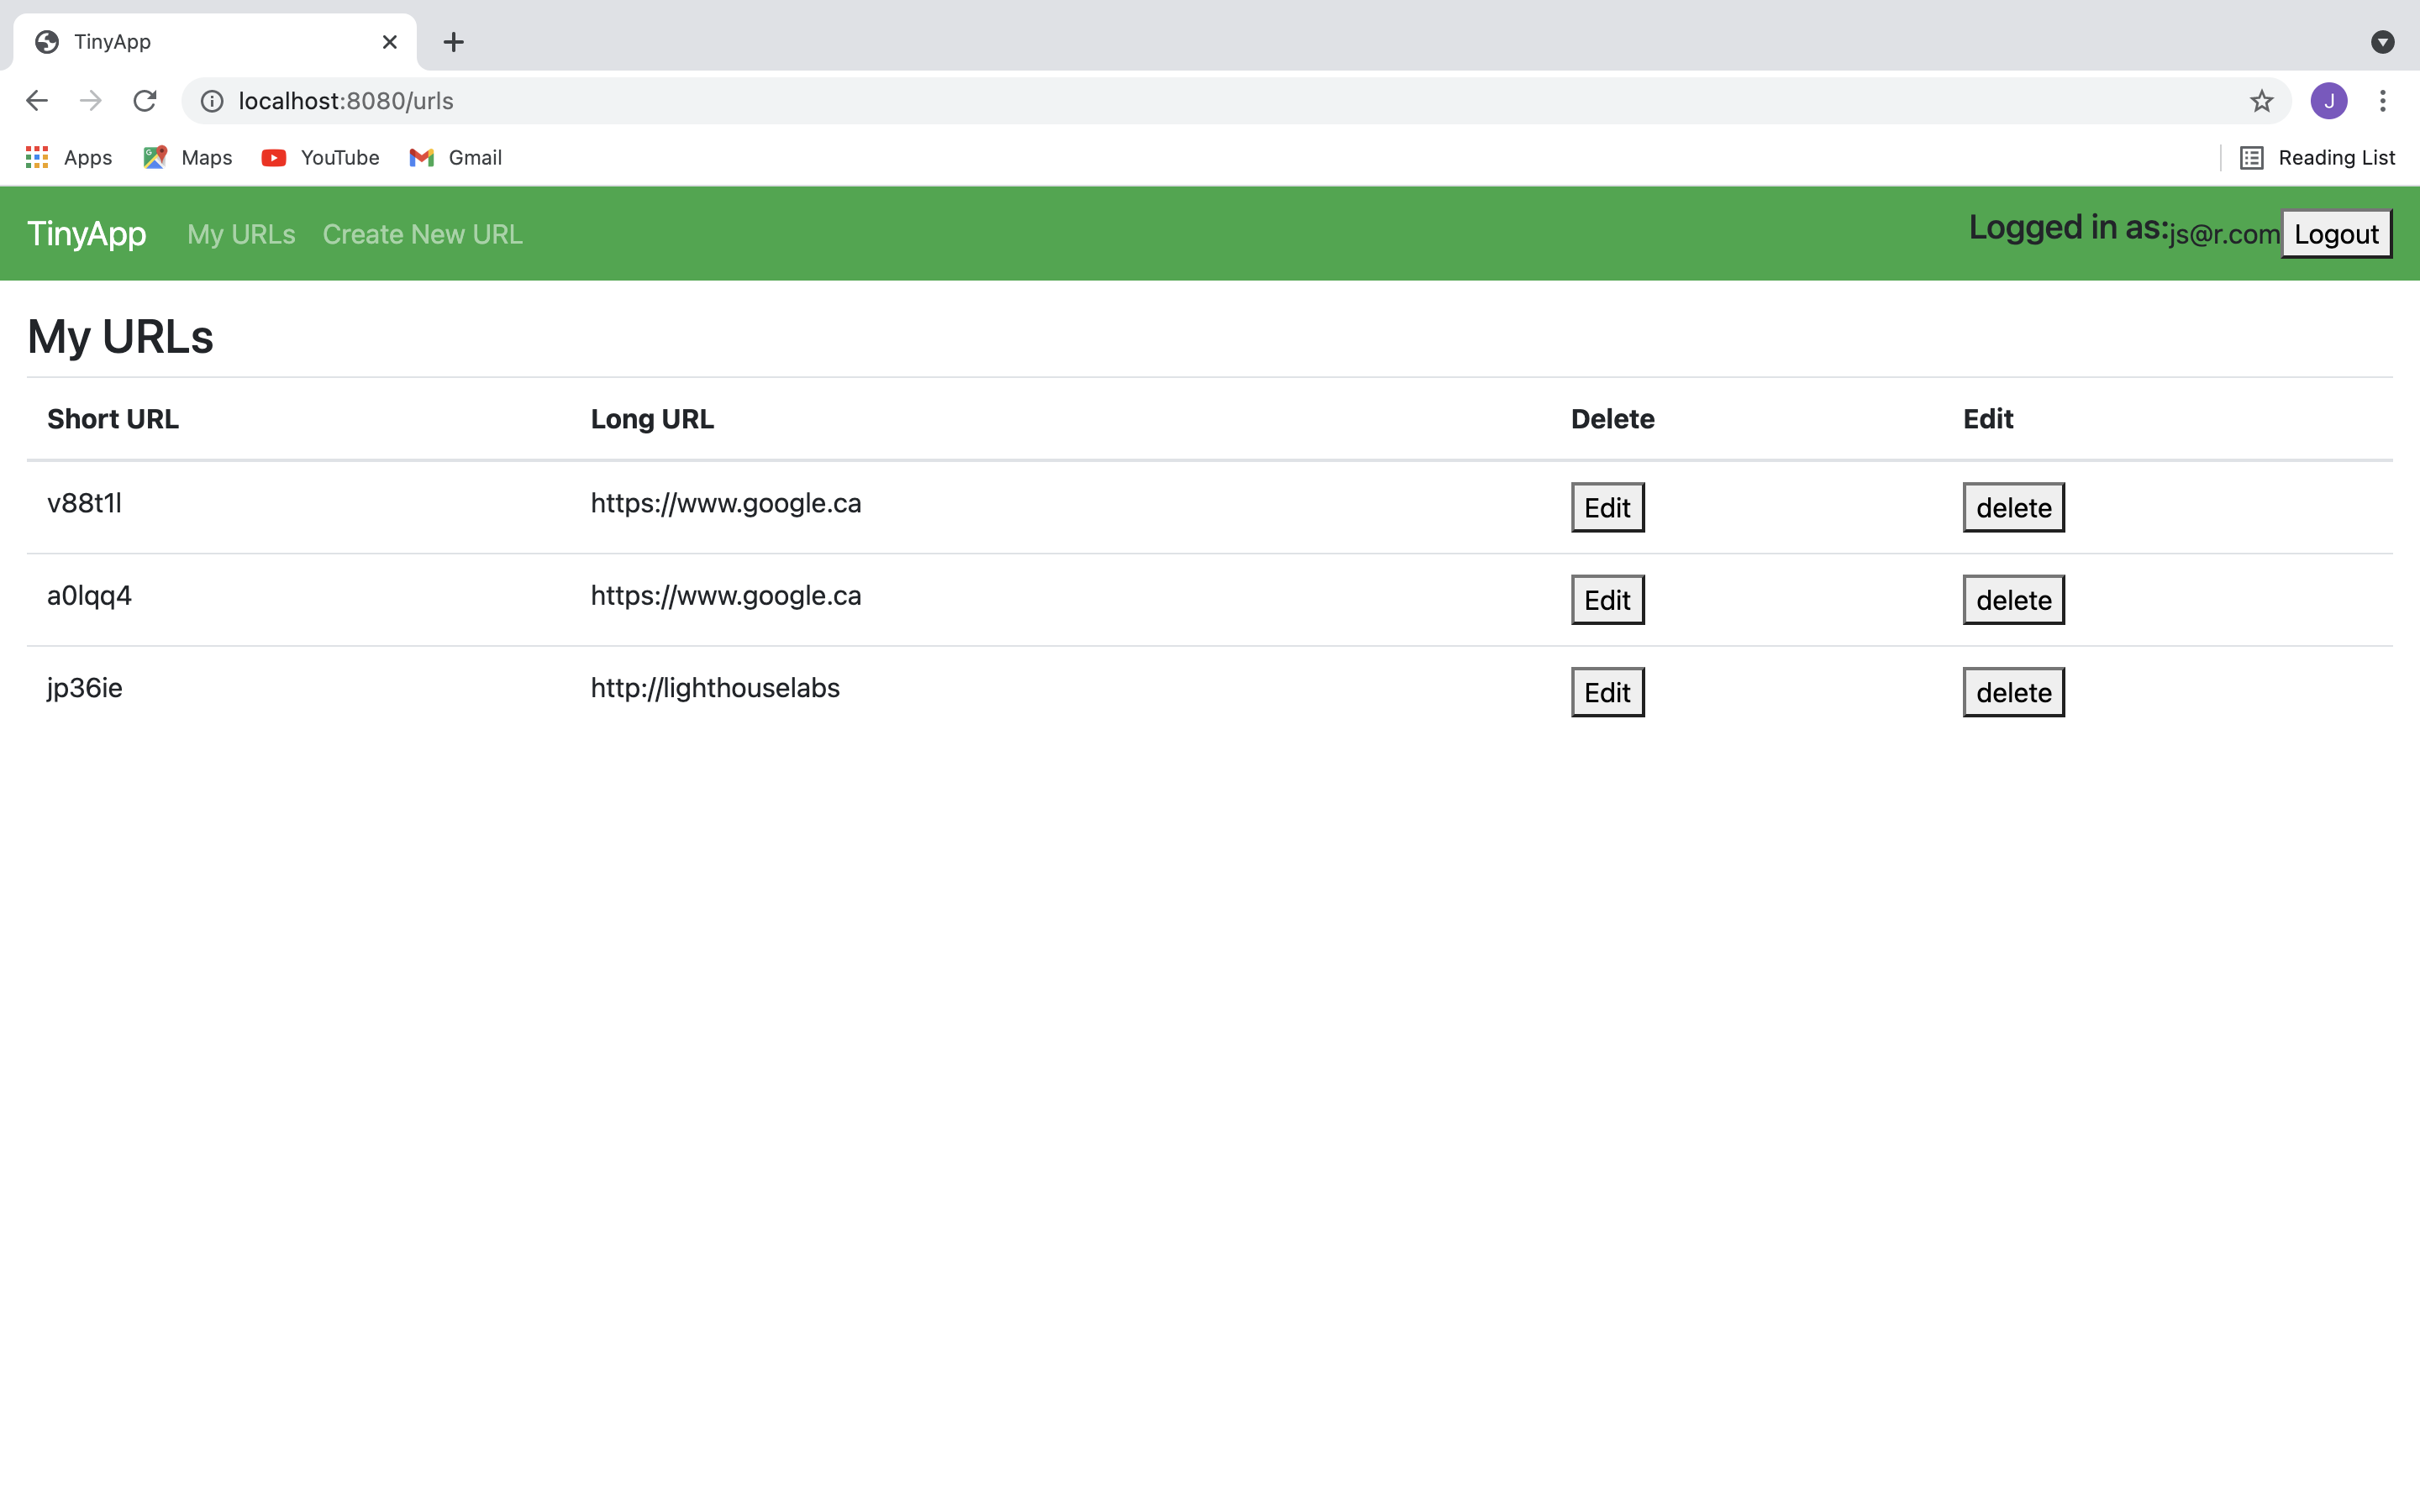 TinyApp
localhost:8080/urls
J
Apps Maps YouTube Gmail Reading List
TinyApp My URLs Create New URL Logged in as:js@r.com Logout
My URLs
Short URL Long URL Delete Edit
v88t1l https://www.google.ca Edit delete
a0lqq4 https://www.google.ca Edit delete
jp36ie http://lighthouselabs Edit delete